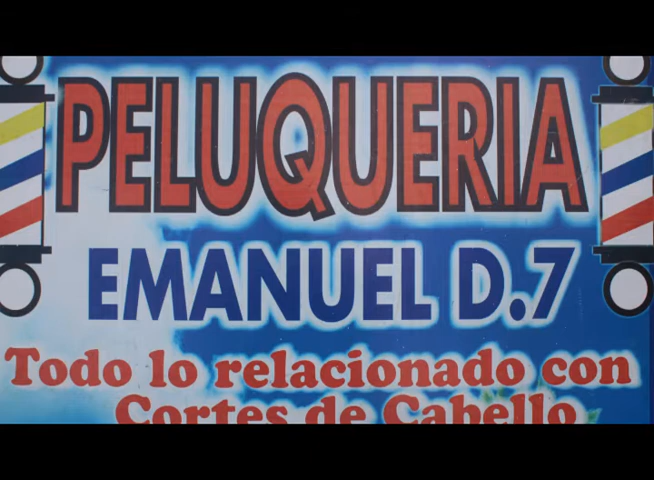 PELUQUERIA
EMANUEL D.7
Todo lo relacionado con
Cortes de Cabello